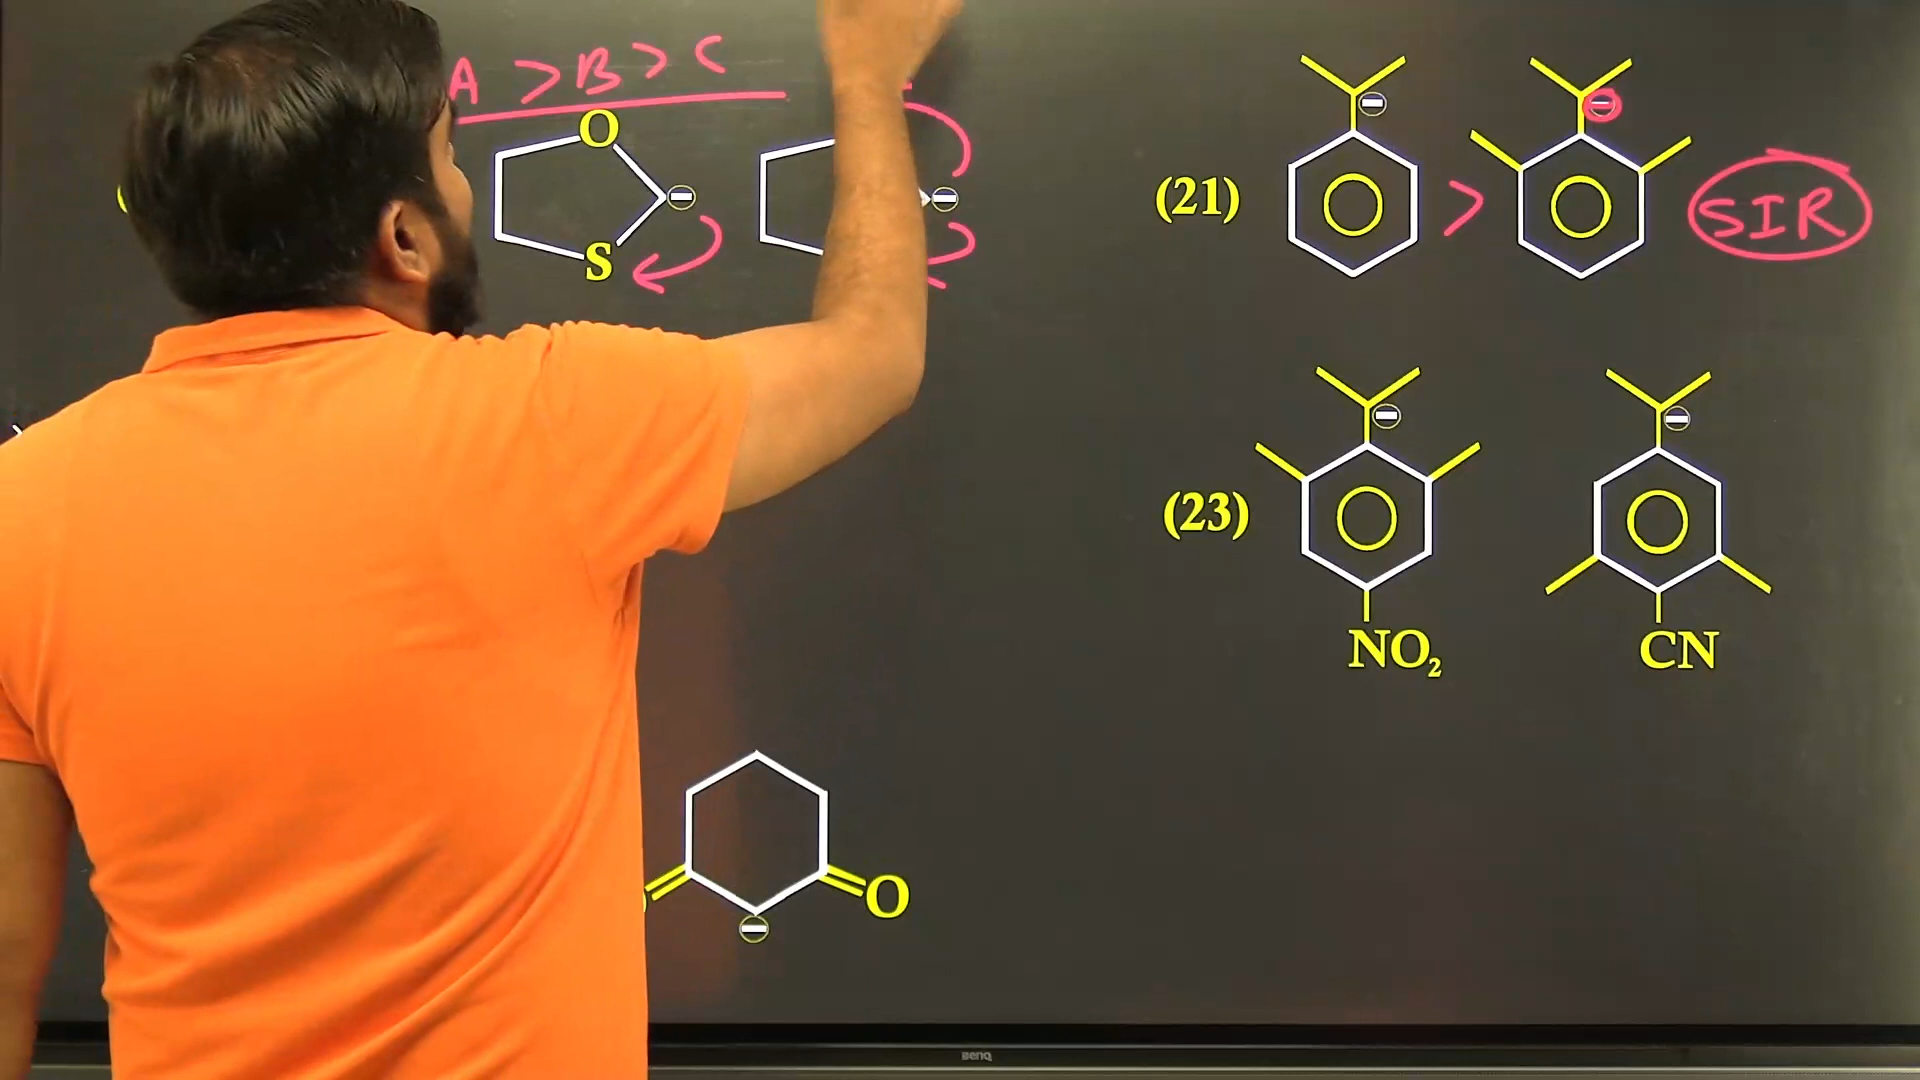 A > B > C
O
S
(21)
>
SIR
(23)
NO₂
CN
O
BenQ